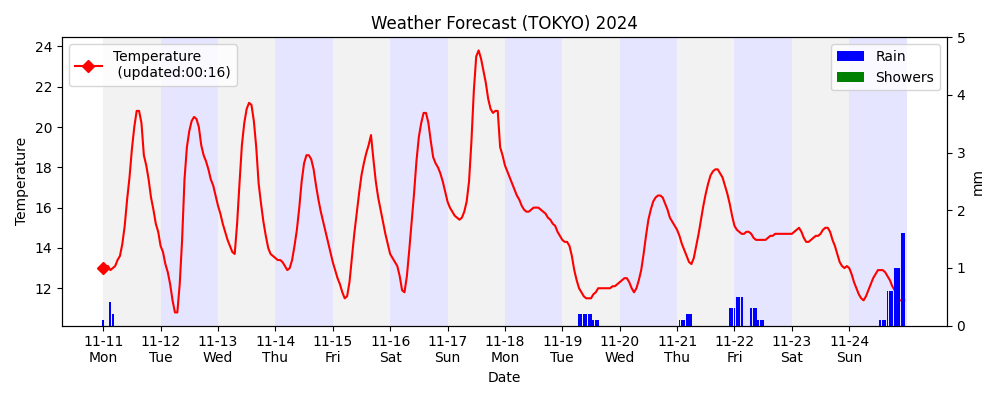 Weather Forecast (TOKYO) 2024
Temperature
(updated:00:16)
Rain
Showers
Temperature
24
22
20
18
16
14
12
5
4
3
2
1
0
mm
11-11 11-12 11-13 11-14 11-15 11-16 11-17 11-18 11-19 11-20 11-21 11-22 11-23 11-24
Mon Tue Wed Thu Fri Sat Sun Mon Tue Wed Thu Fri Sat Sun
Date